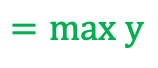 = max y